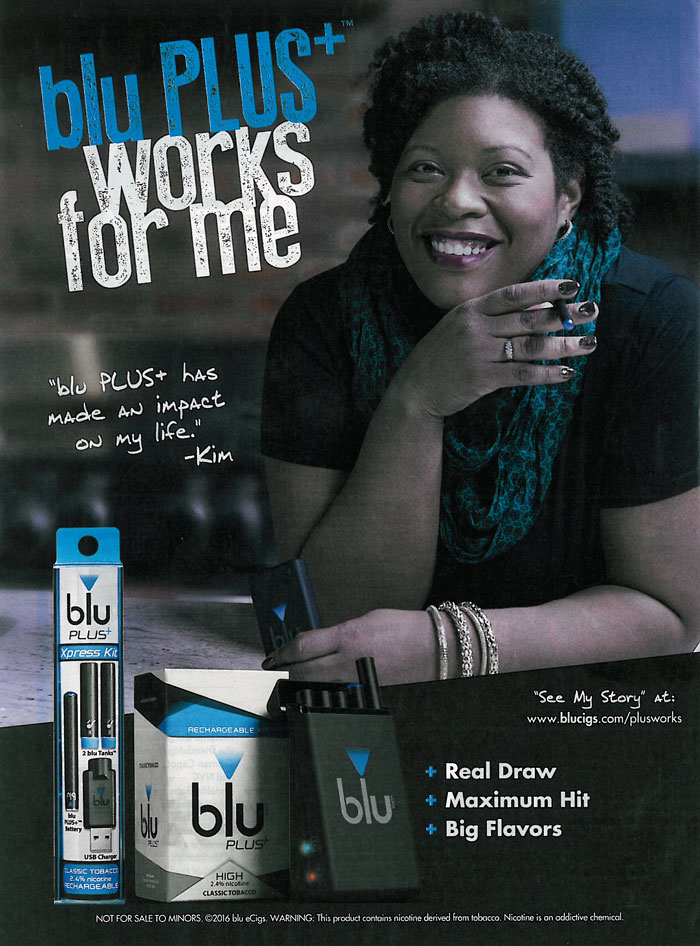 blu PLUS+™
works
for me
"blu PLUS+ has
made an impact
on my life."
-Kim
blu
PLUS+
Xpress Kit
2 blu Tanks™
blu
PLUS+™
Battery
USB Charger
CLASSIC TOBACCO
2.4% nicotine
RECHARGEABLE
RECHARGEABLE
blu
PLUS+
blu
PLUS+
HIGH
2.4% nicotine
CLASSIC TOBACCO
blu
blu
"See My Story" at:
www.blucigs.com/plusworks
+ Real Draw
+ Maximum Hit
+ Big Flavors
NOT FOR SALE TO MINORS. ©2016 blu eCigs. WARNING: This product contains nicotine derived from tobacco. Nicotine is an addictive chemical.